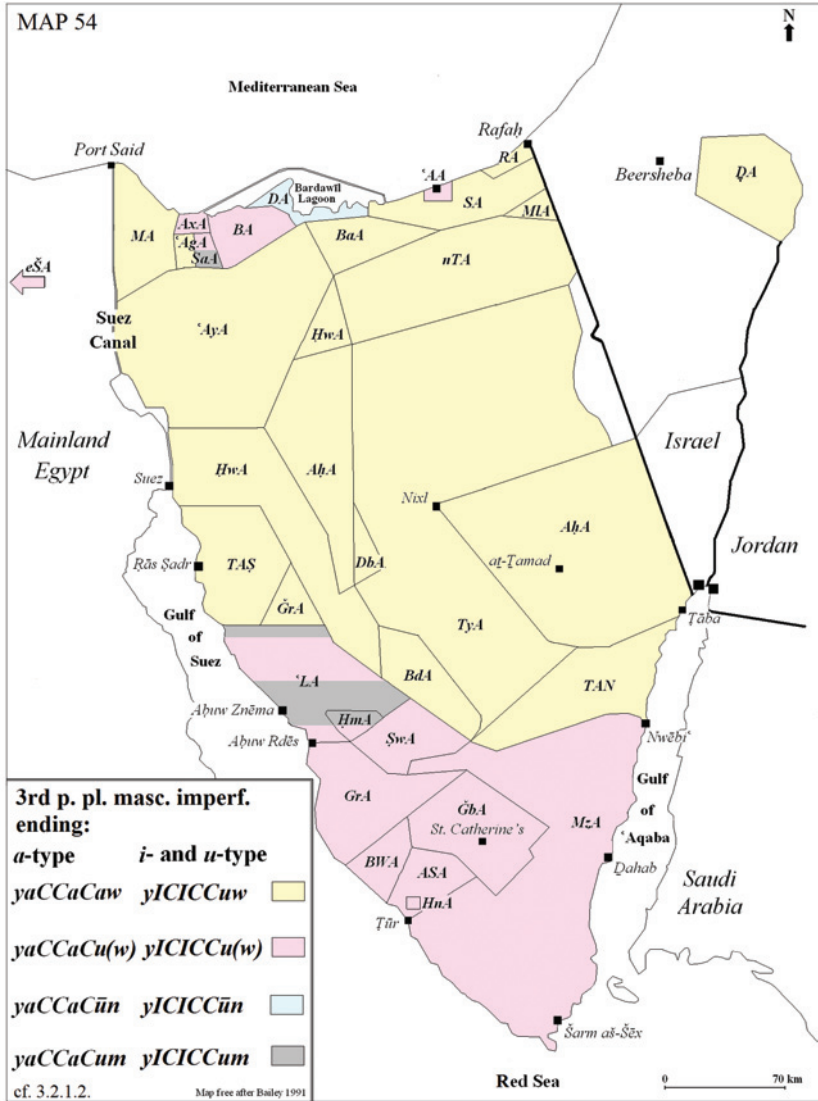 MAP 54
N
Mediterranean Sea
Port Said
Rafaḥ
RA
Beersheba
ḌA
ʿAA
DA
Bardawīl
Lagoon
SA
MA
AxA
BA
MlA
ʿAgA
BaA
ṢaA
nTA
eŠA
Suez
Canal
ʿAyA
ḤwA
Mainland
Egypt
Israel
Suez
ḤwA
AḥA
Nixl
AḥA
Jordan
Ṛās Ṣadr
TAṢ
DbA
aṯ-Ṯamad
ĞrA
Ṭāba
Gulf
of
Suez
TyA
ʿLA
BdA
TAN
Aḥuw Znēma
ḤmA
ṢwA
Nwēbiʿ
Aḥuw Rdēs
3rd p. pl. masc. imperf.
ending:
a-type i- and u-type
yaCCaCaw yICICCuw
yaCCaCu(w) yICICCu(w)
yaCCaCūn yICICCūn
yaCCaCum yICICCum
cf. 3.2.1.2. Map free after Bailey 1991
GrA
ĞbA
St. Catherine's
MzA
Gulf
of
ʿAqaba
BWA
ASA
Ḏahab
HnA
Saudi
Arabia
Ṭūr
Šarm aš-Šēx
Red Sea
0 70 km